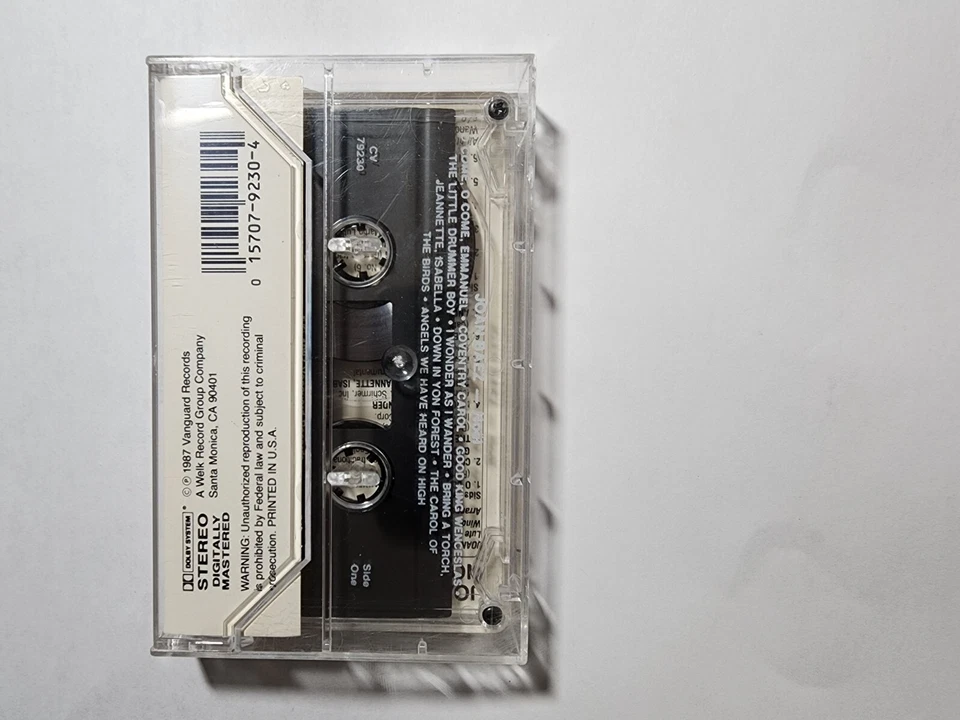 0 15707-9230-4
DOLBY SYSTEM®
STEREO
DIGITALLY
MASTERED
©℗ 1987 Vanguard Records
A Welk Record Group Company
Santa Monica, CA 90401
WARNING: Unauthorized reproduction of this recording
is prohibited by Federal law and subject to criminal
prosecution. PRINTED IN U.S.A.
CV
79230
Side
One
COME, EMMANUEL • COVENTRY CAROL • GOOD KING WENCESLAS
THE LITTLE DRUMMER BOY • I WONDER AS I WANDER • BRING A TORCH,
JEANNETTE, ISABELLA • DOWN IN YON FOREST • THE CAROL OF
THE BIRDS • ANGELS WE HAVE HEARD ON HIGH
Schirmer, Inc.